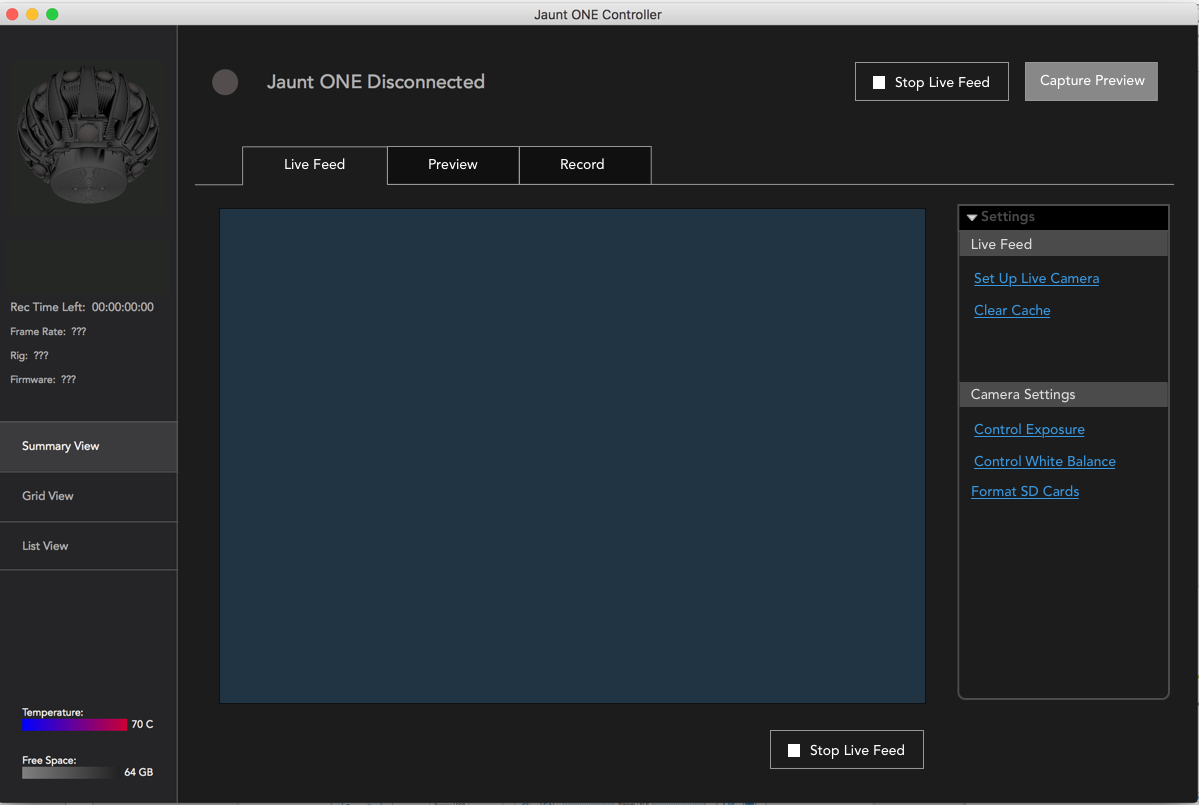 Jaunt ONE Controller
Jaunt ONE Disconnected
Stop Live Feed
Capture Preview
Live Feed
Preview
Record
Rec Time Left: 00:00:00:00
Frame Rate: ???
Rig: ???
Firmware: ???
Summary View
Grid View
List View
Temperature:
70 C
Free Space:
64 GB
Settings
Live Feed
Set Up Live Camera
Clear Cache
Camera Settings
Control Exposure
Control White Balance
Format SD Cards
Stop Live Feed